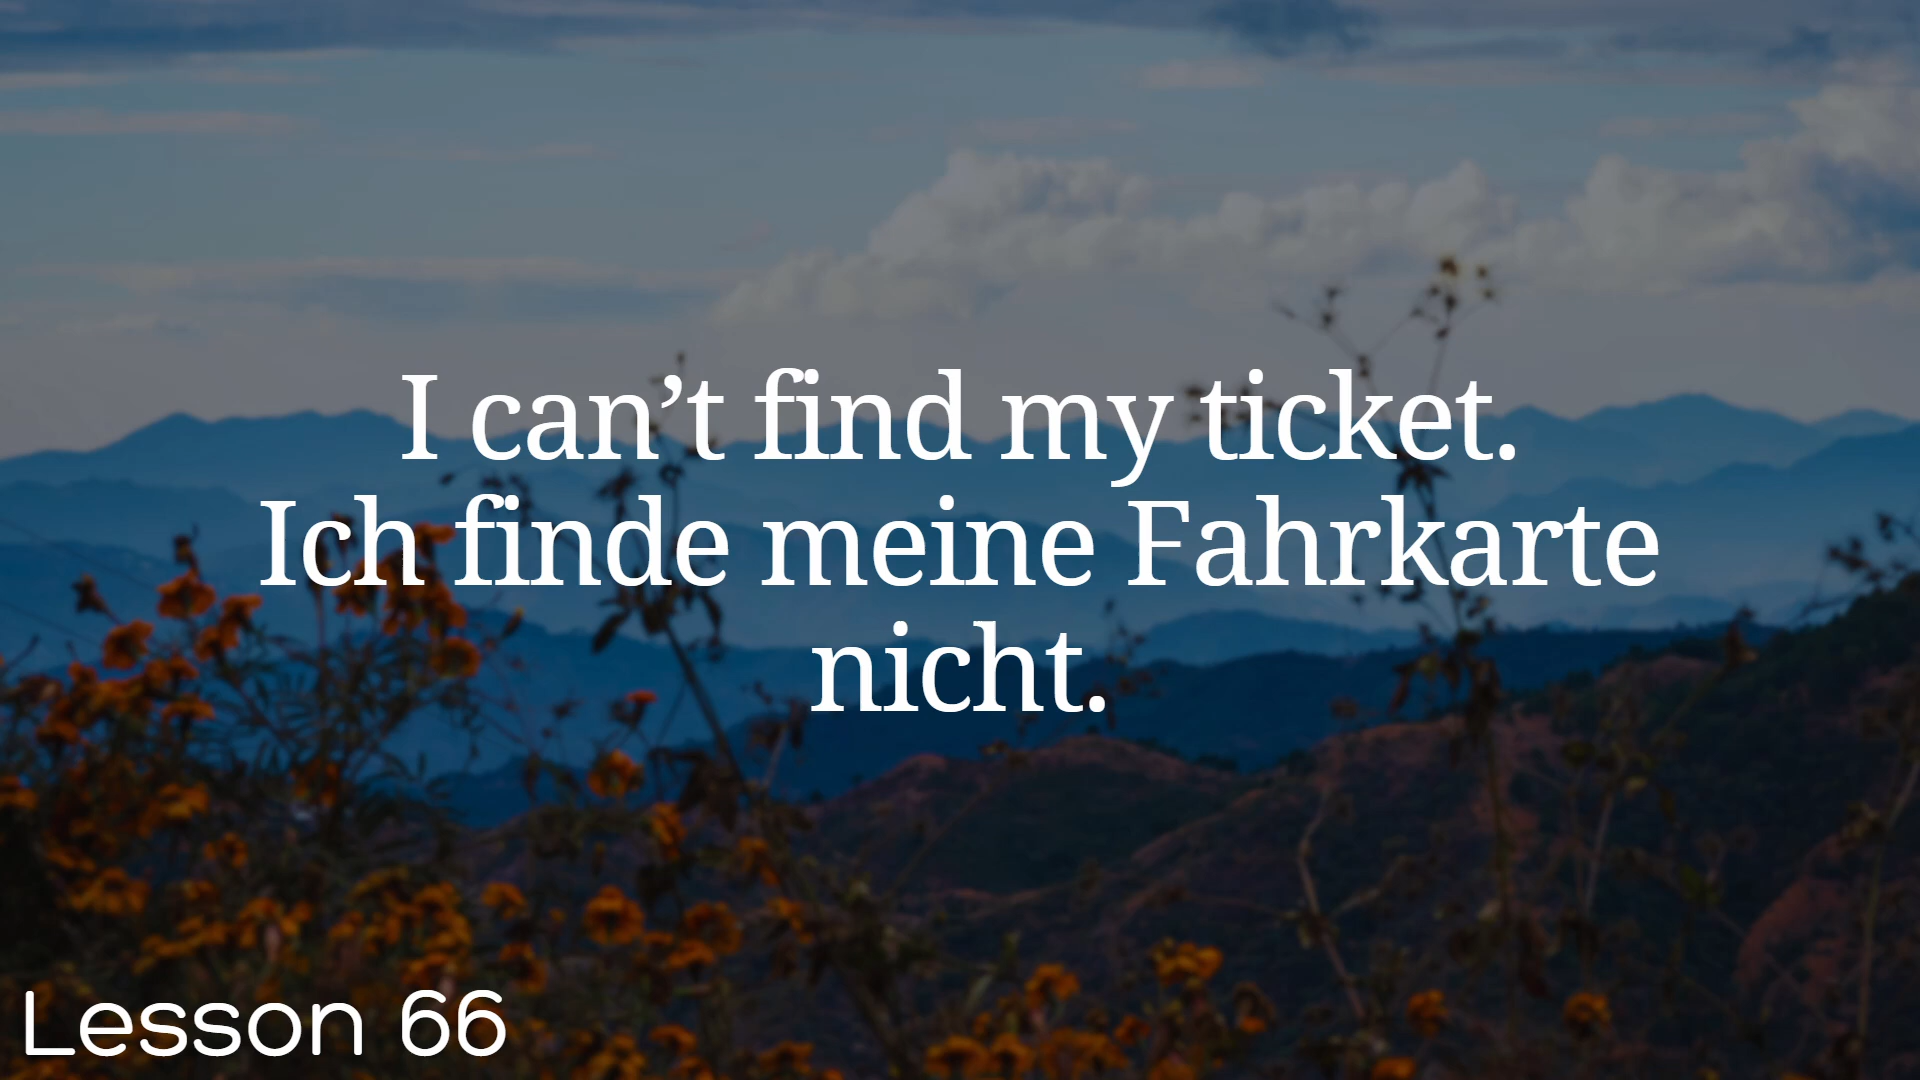 I can’t find my ticket.
Ich finde meine Fahrkarte
nicht.
Lesson 66